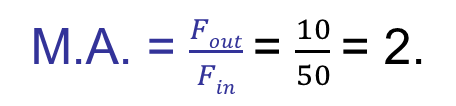 M.A. = F_out/F_in = 10/50 = 2.